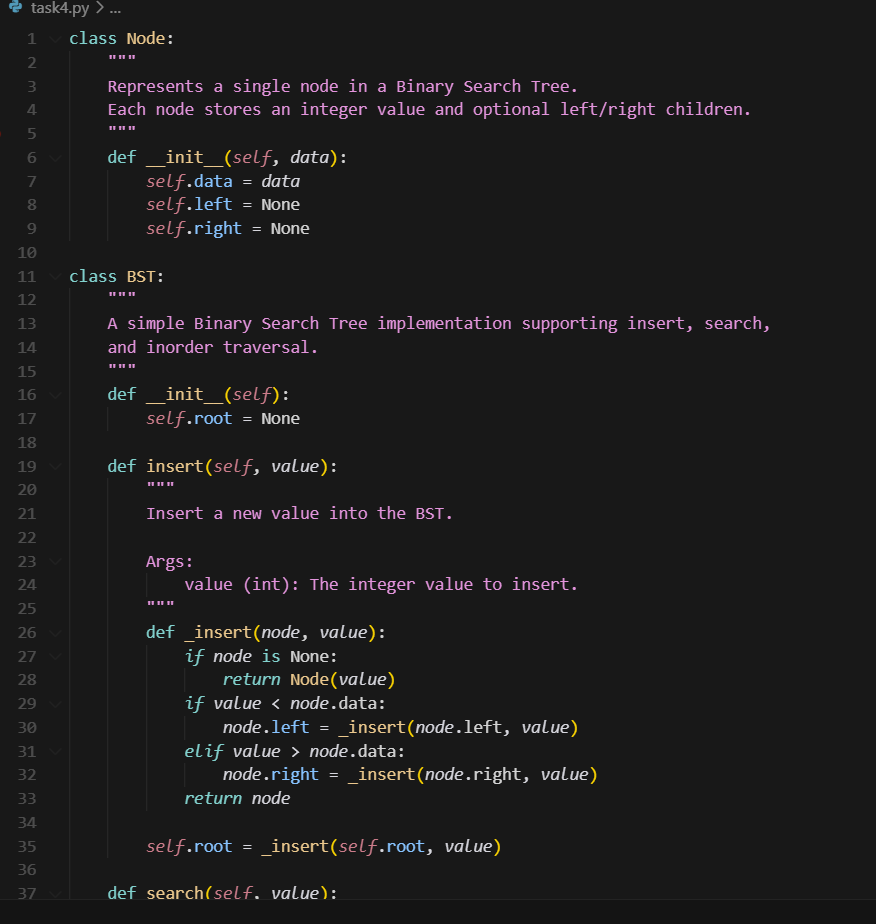 task4.py > ...
1 class Node:
2     """
3     Represents a single node in a Binary Search Tree.
4     Each node stores an integer value and optional left/right children.
5     """
6     def __init__(self, data):
7         self.data = data
8         self.left = None
9         self.right = None
10
11 class BST:
12     """
13     A simple Binary Search Tree implementation supporting insert, search,
14     and inorder traversal.
15     """
16     def __init__(self):
17         self.root = None
18
19     def insert(self, value):
20         """
21         Insert a new value into the BST.
22
23         Args:
24             value (int): The integer value to insert.
25         """
26         def _insert(node, value):
27             if node is None:
28                 return Node(value)
29             if value < node.data:
30                 node.left = _insert(node.left, value)
31             elif value > node.data:
32                 node.right = _insert(node.right, value)
33             return node
34
35         self.root = _insert(self.root, value)
36
37     def search(self, value):